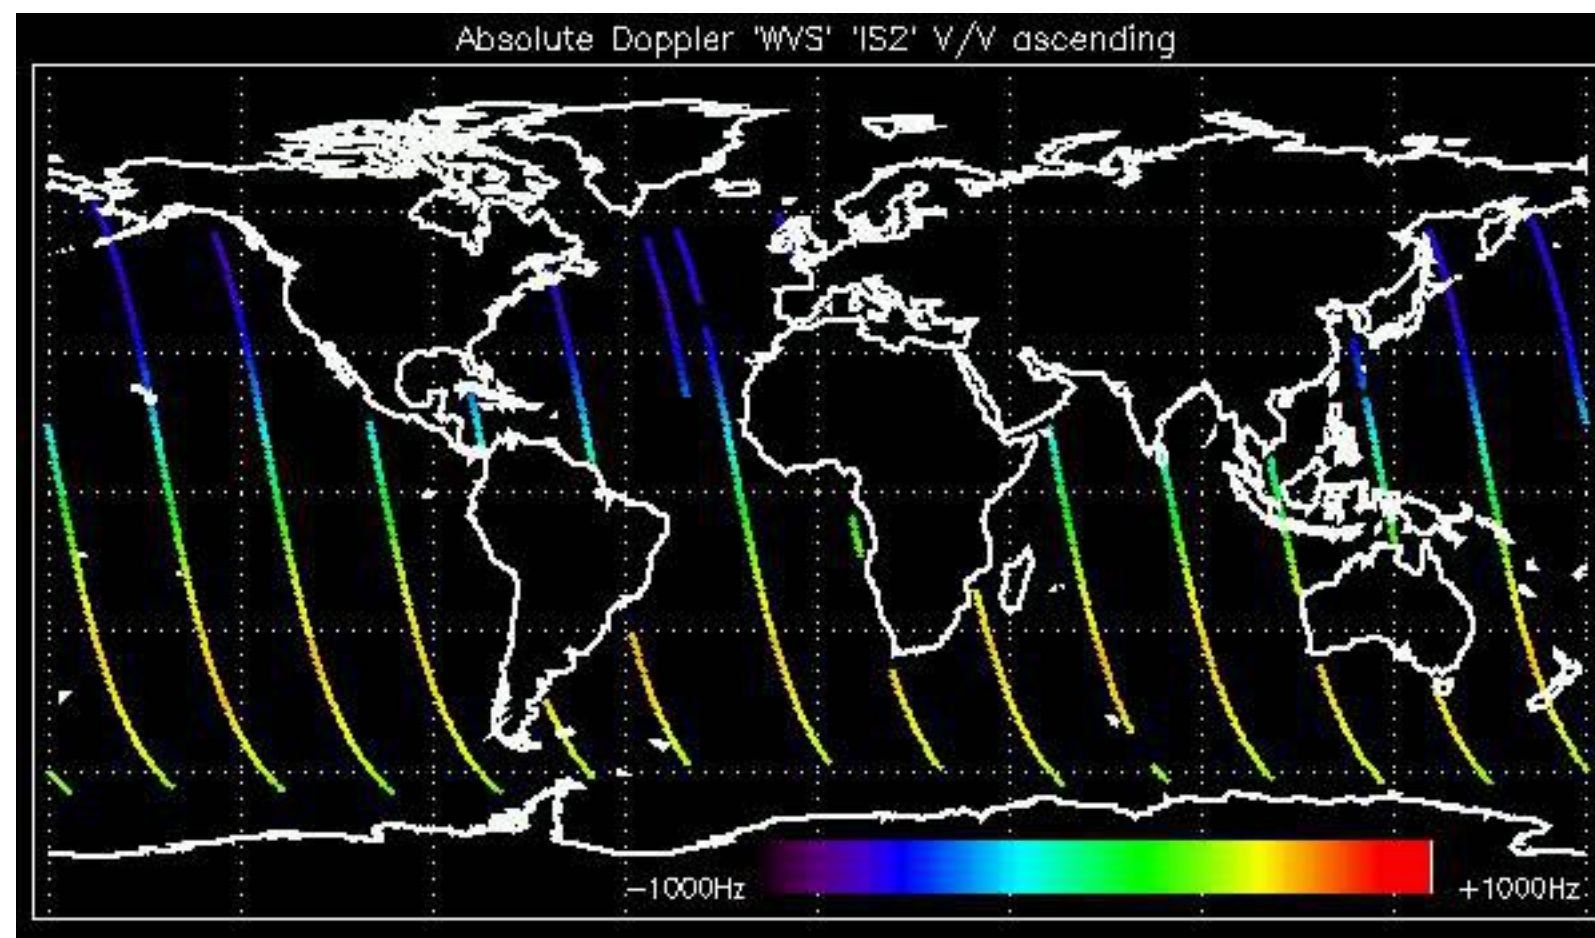 Absolute Doppler 'WVS' 'IS2' V/V ascending
−1000Hz
+1000Hz